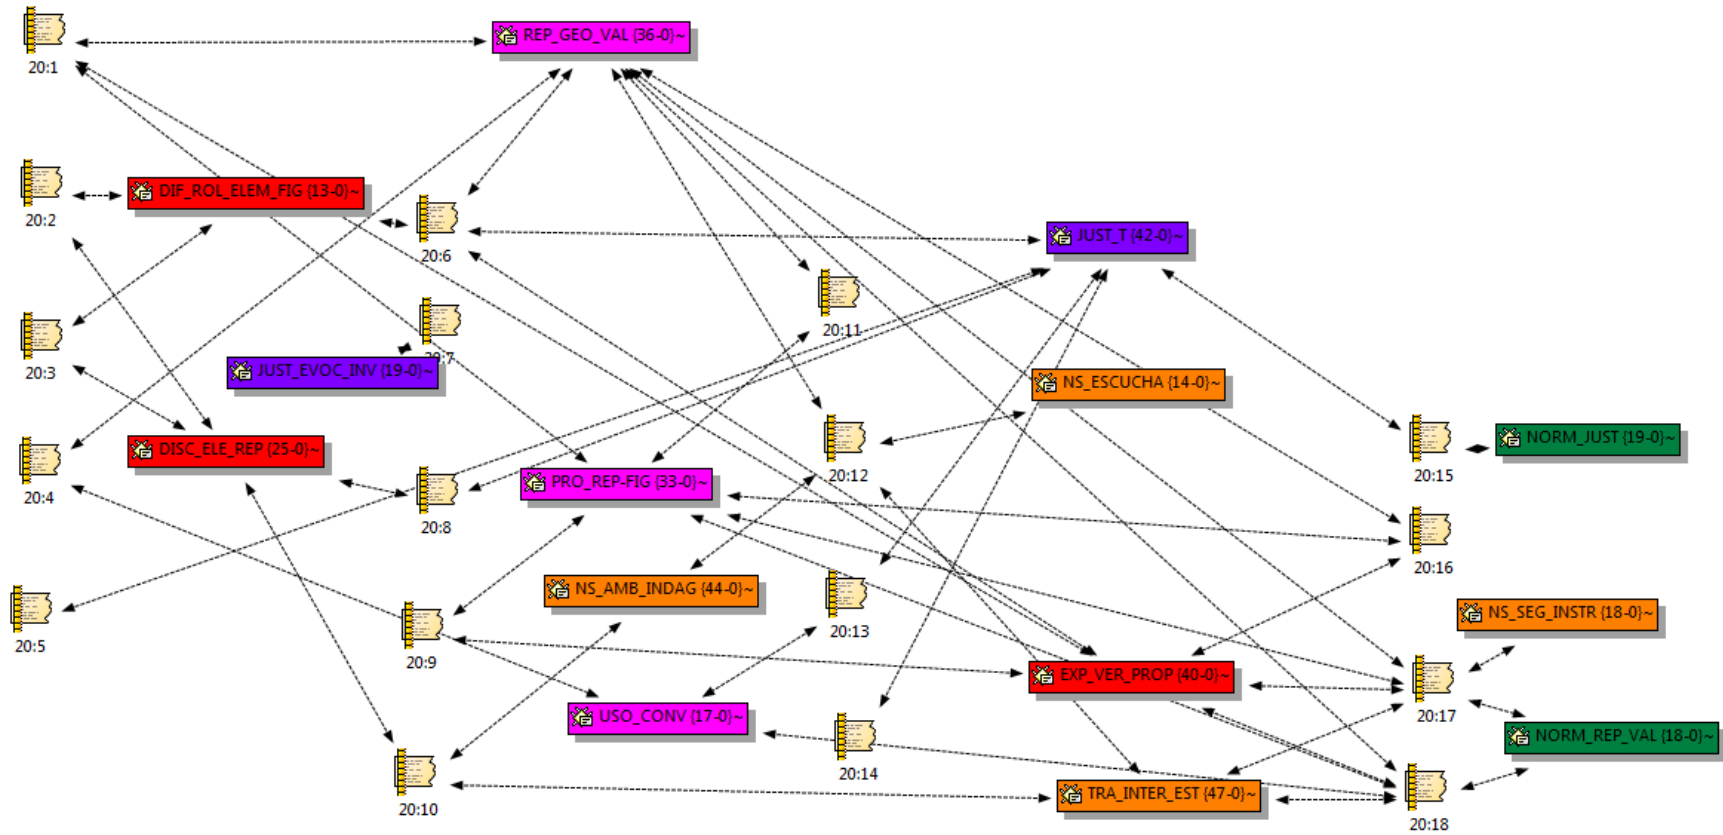 REP_GEO_VAL {36-0}~
20:1
DIF_ROL_ELEM_FIG {13-0}~
20:2
20:6
JUST_T {42-0}~
20:11
20:7
20:3
JUST_EVOC_INV {19-0}~
NS_ESCUCHA {14-0}~
NORM_JUST {19-0}~
DISC_ELE_REP {25-0}~
20:12
20:15
PRO_REP-FIG {33-0}~
20:4
20:8
20:16
NS_AMB_INDAG {44-0}~
NS_SEG_INSTR {18-0}~
20:13
20:5
20:9
EXP_VER_PROP {40-0}~
USO_CONV {17-0}~
20:17
NORM_REP_VAL {18-0}~
20:14
TRA_INTER_EST {47-0}~
20:10
20:18